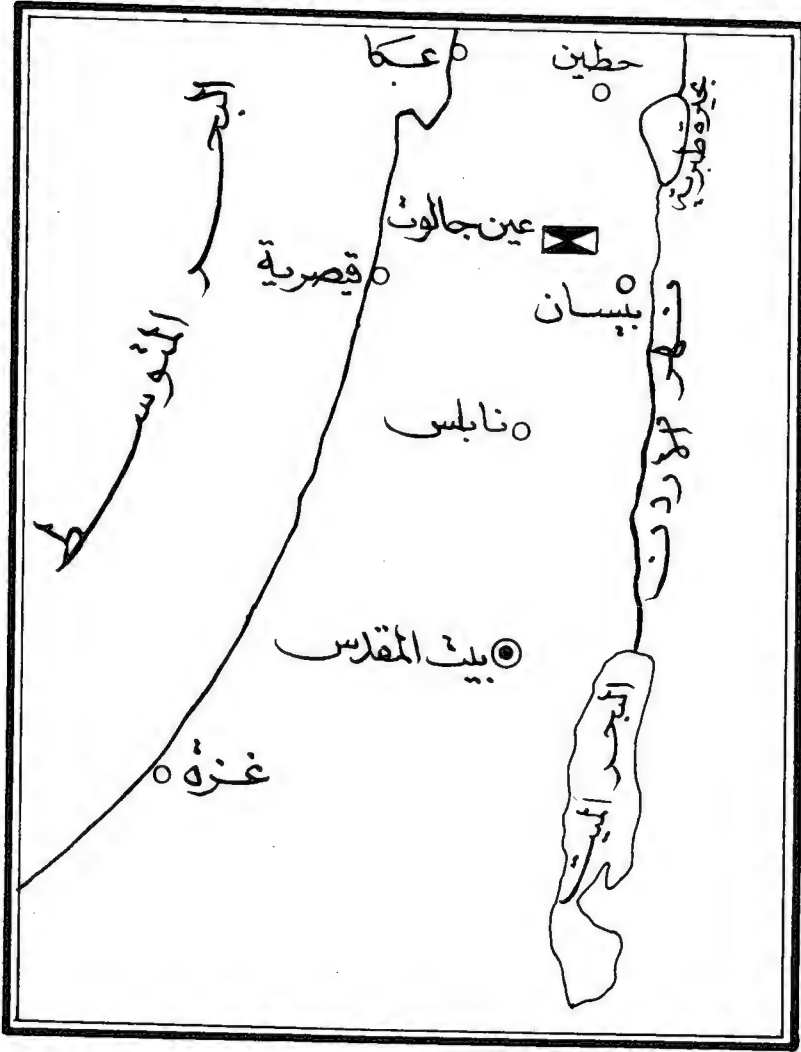 عكا
حطين
بحيرة طبرية
البحر المتوسط
عين جالوت
قيصرية
بيسان
نهر الأردن
نابلس
بيت المقدس
البحر الميت
غزة